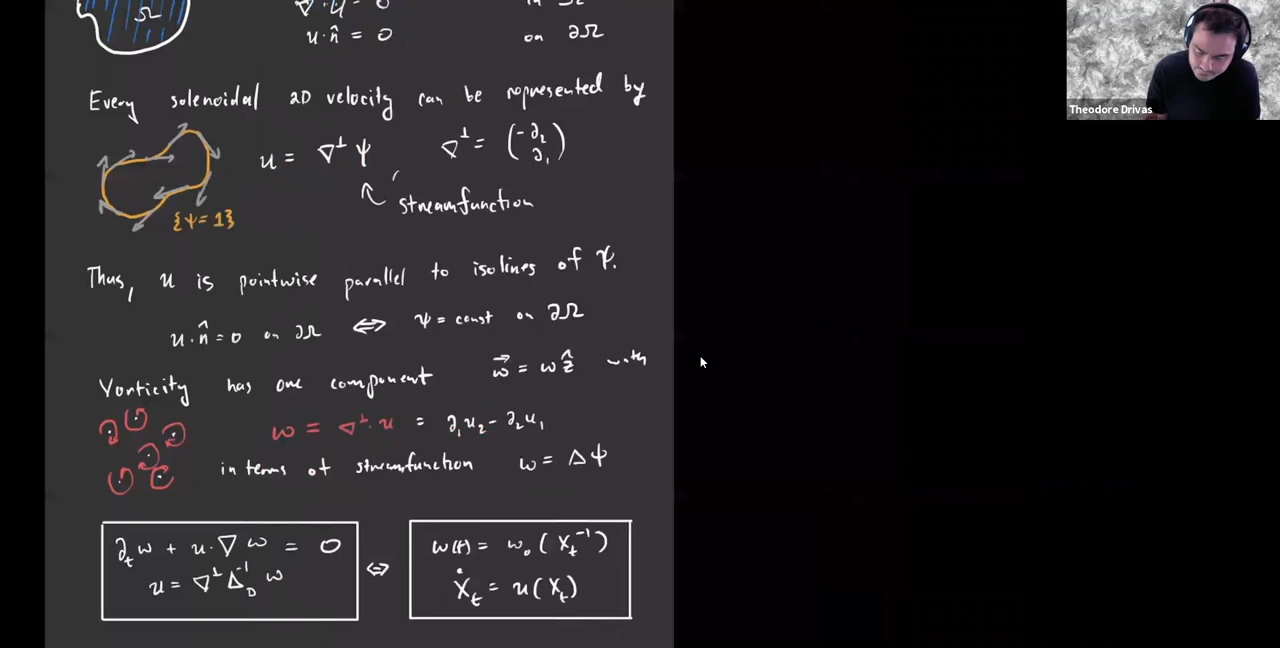 Ω
∇·u = 0 in Ω
u·n̂ = 0 on ∂Ω
Theodore Drivas
Every solenoidal 2D velocity can be represented by
u = ∇^⊥ ψ ∇^⊥ = (-∂₂ ∂₁)
streamfunction
{ψ=1}
Thus, u is pointwise parallel to isolines of ψ.
u·n̂=0 on ∂Ω ⇔ ψ = const on ∂Ω
Vorticity has one component ω⃗ = ω ẑ with
ω = ∇^⊥·u = ∂₁u₂ - ∂₂u₁
in terms of streamfunction ω = Δψ
∂_t ω + u·∇ω = 0
u = ∇^⊥ Δ_D^{-1} ω
⇔
ω(t) = ω₀(X_t^{-1})
Ẋ_t = u(X_t)